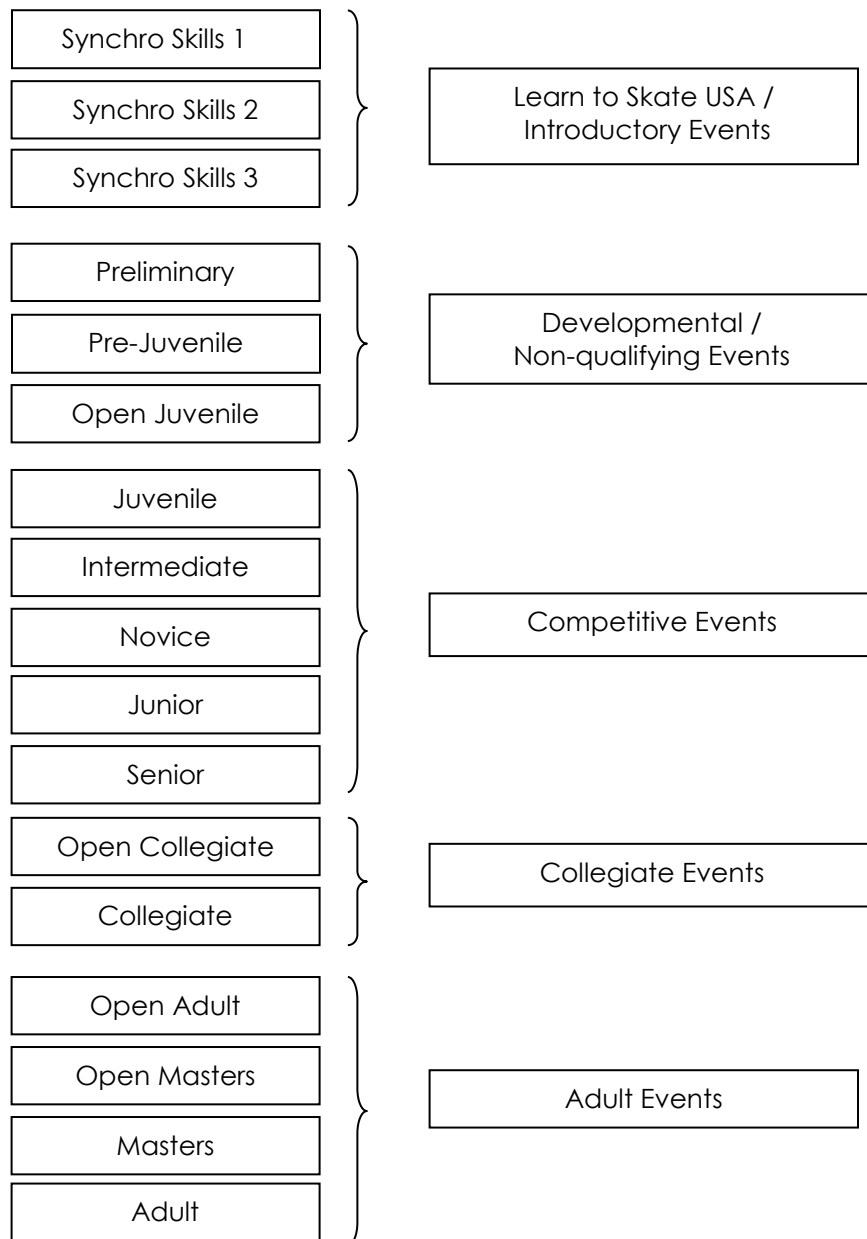 Synchro Skills 1
Synchro Skills 2
Synchro Skills 3
Learn to Skate USA /
Introductory Events
Preliminary
Pre-Juvenile
Open Juvenile
Developmental /
Non-qualifying Events
Juvenile
Intermediate
Novice
Junior
Senior
Competitive Events
Open Collegiate
Collegiate
Collegiate Events
Open Adult
Open Masters
Masters
Adult
Adult Events